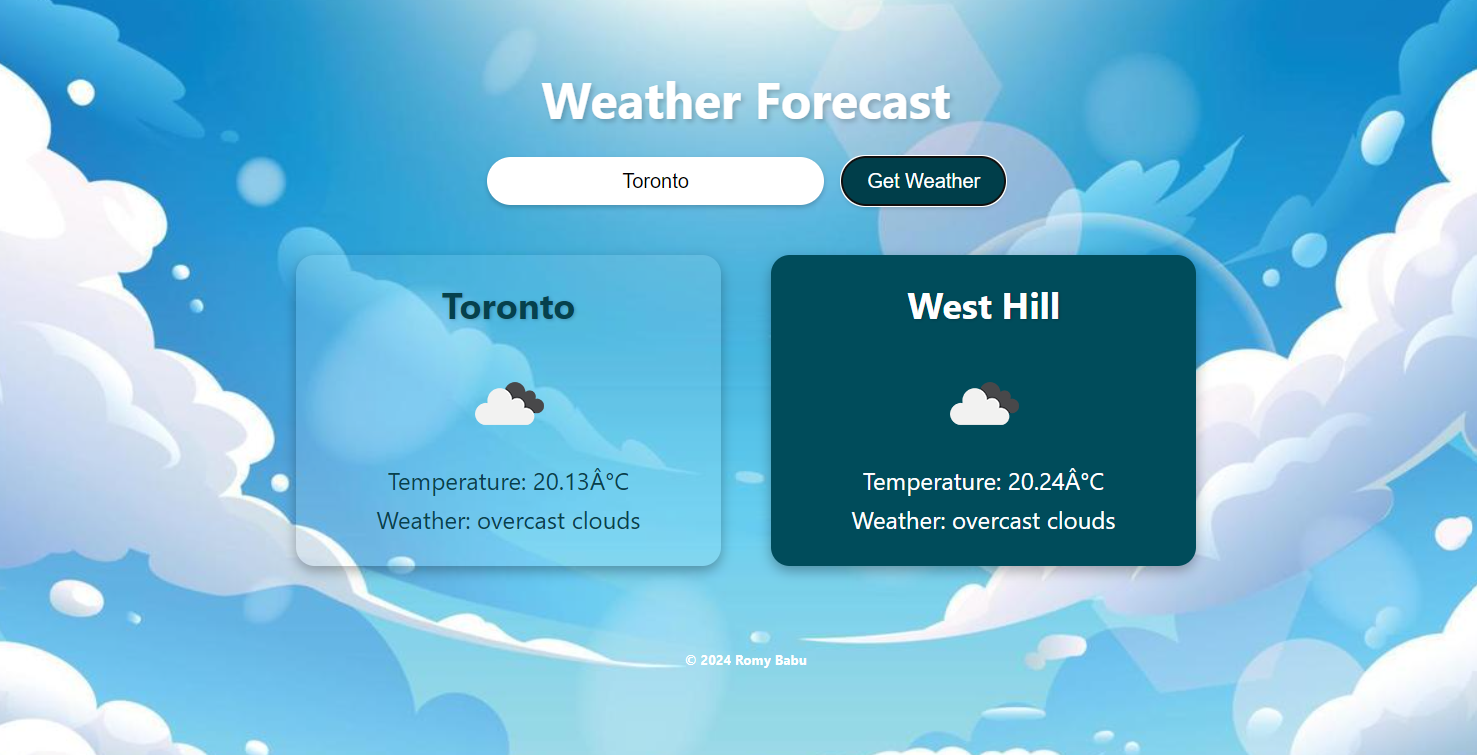 Weather Forecast
Toronto
Get Weather
Toronto
Temperature: 20.13Â°C
Weather: overcast clouds
West Hill
Temperature: 20.24Â°C
Weather: overcast clouds
© 2024 Romy Babu